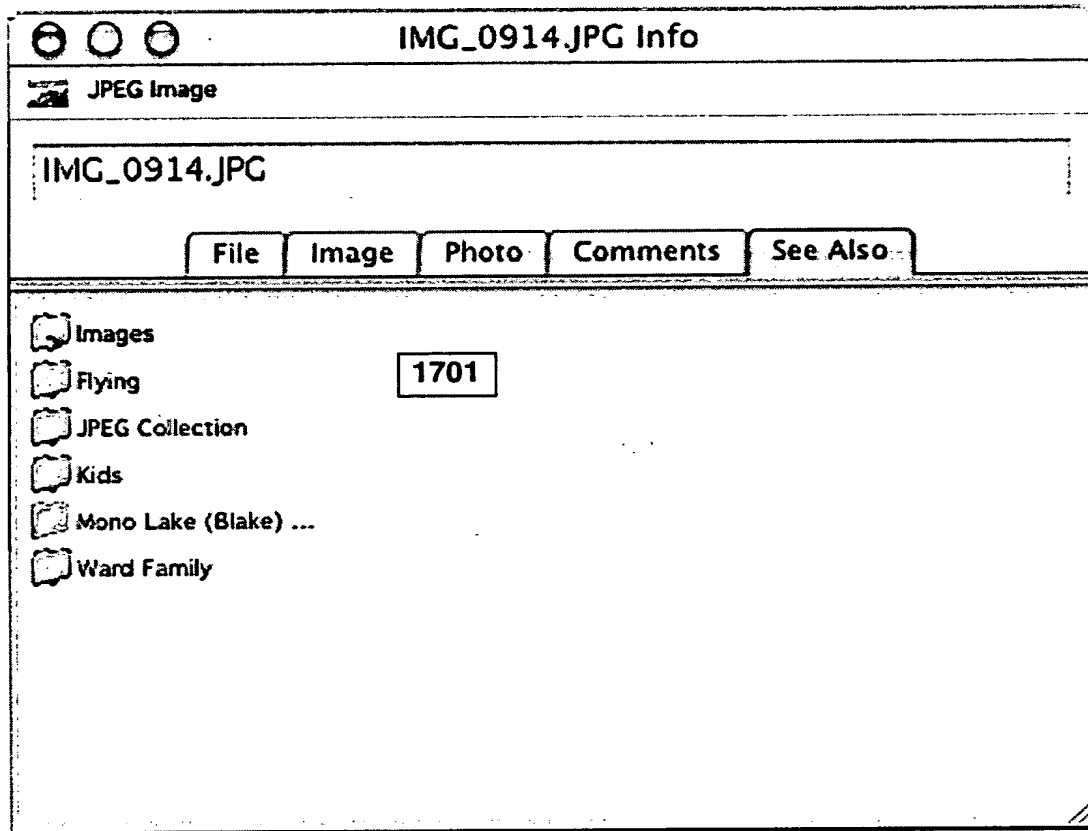 IMG_0914.JPG Info
JPEG Image
IMG_0914.JPG
File Image Photo Comments See Also
Images
Flying 1701
JPEG Collection
Kids
Mono Lake (Blake) ...
Ward Family